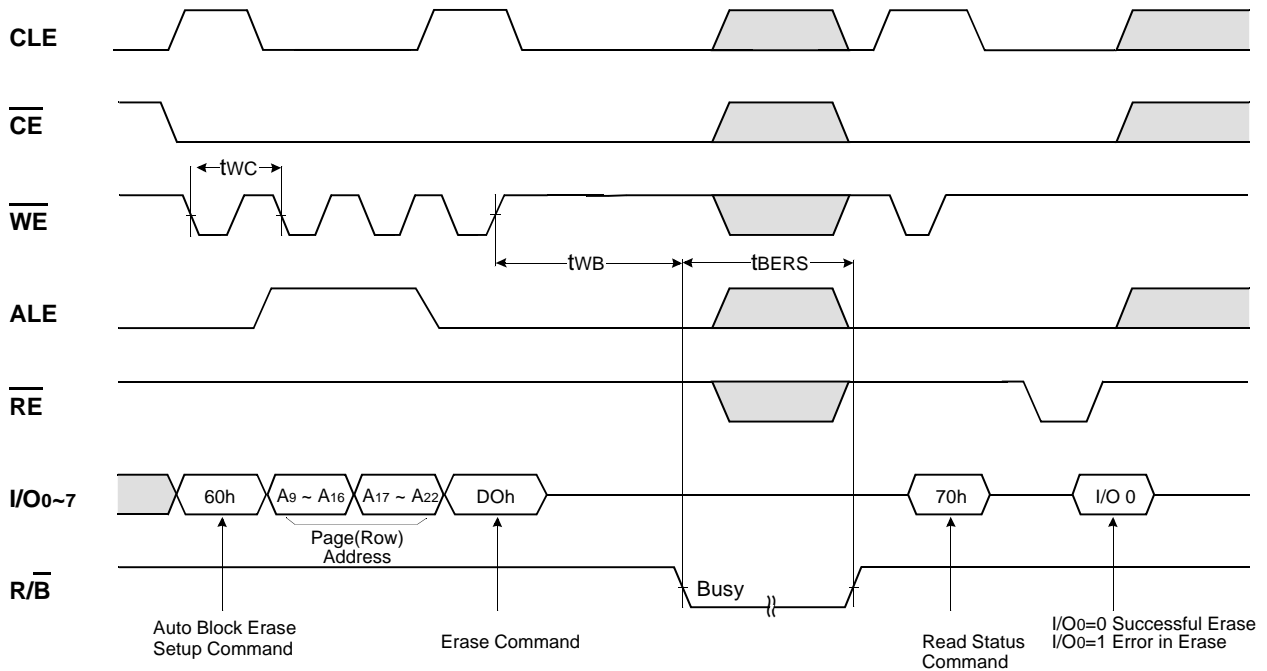 CLE
CE
tWC
WE
tWB
tBERS
ALE
RE
I/O0~7
60h
A9 ~ A16
A17 ~ A22
DOh
70h
I/O 0
Page(Row)
Address
R/B
Busy
Auto Block Erase
Setup Command
Erase Command
Read Status
Command
I/O0=0 Successful Erase
I/O0=1 Error in Erase